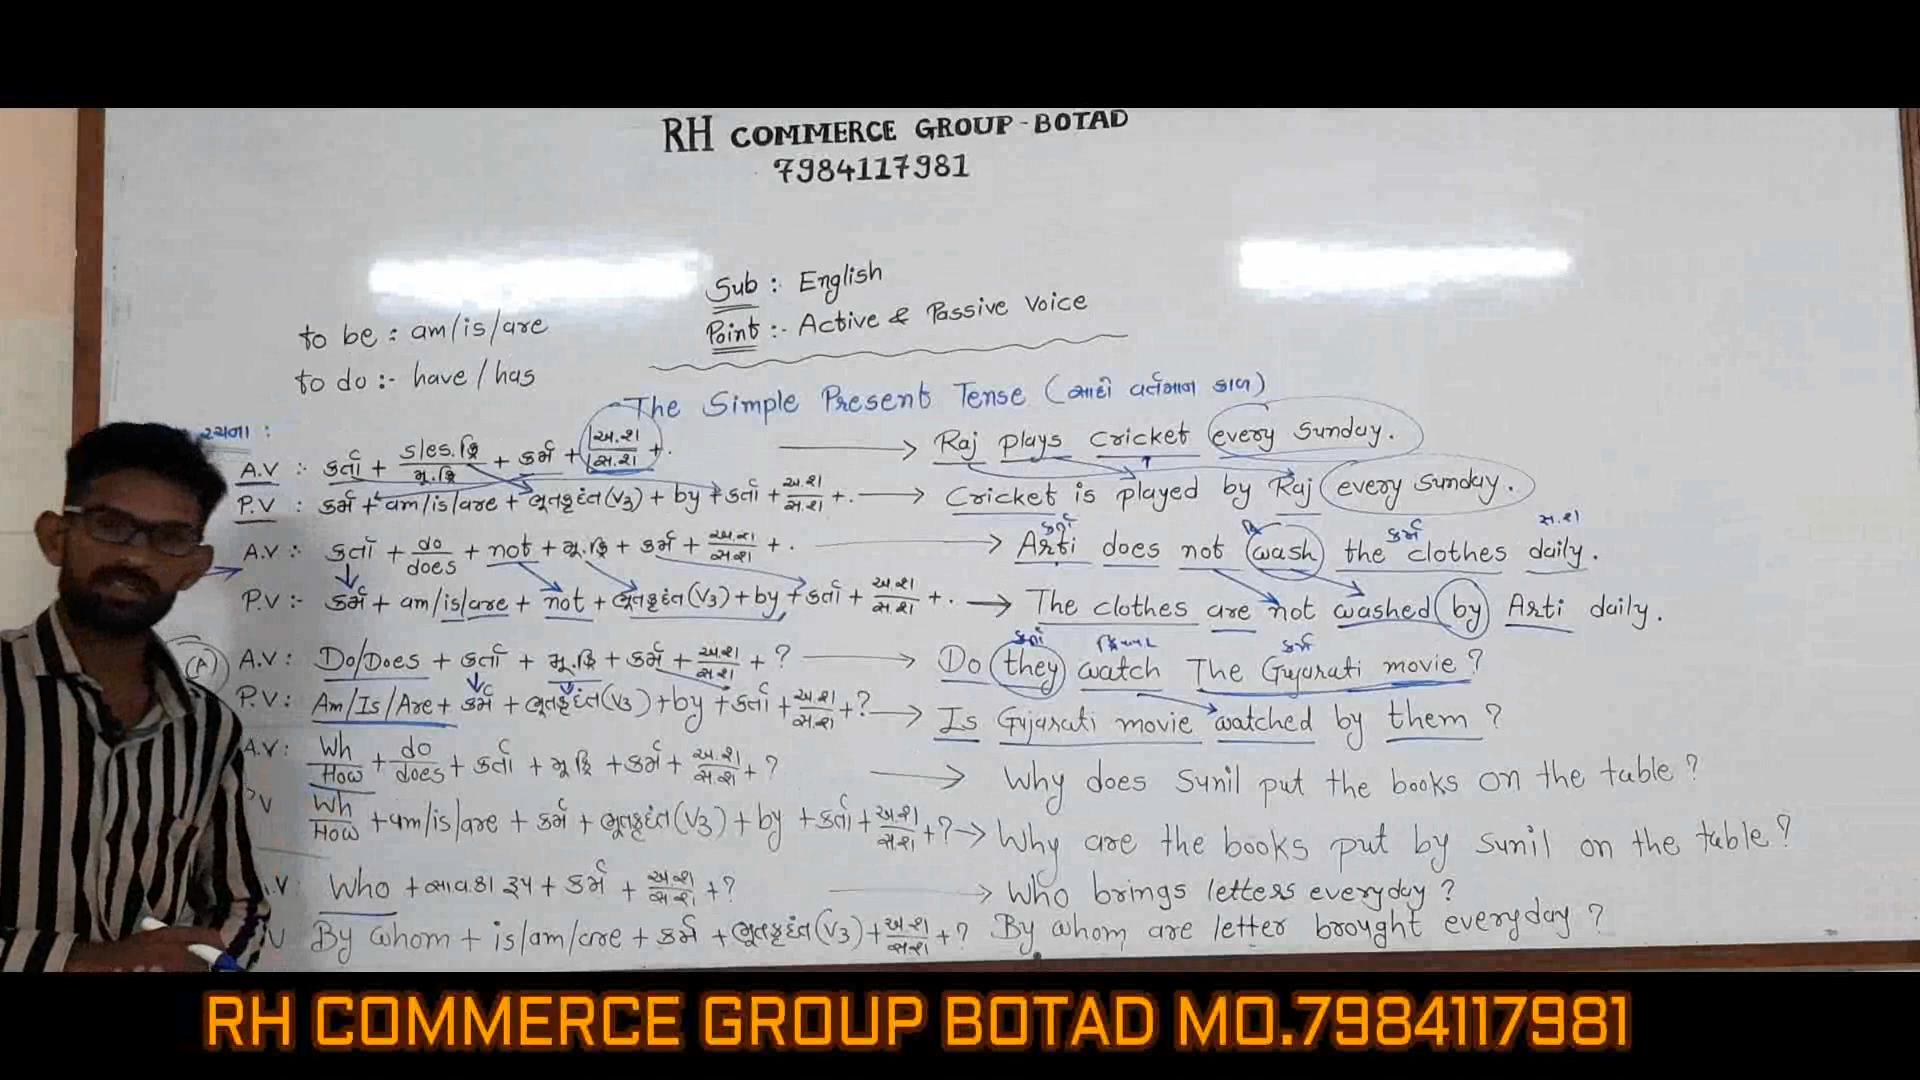 RH COMMERCE GROUP - BOTAD
7984117981
Sub : English
Point :- Active & Passive Voice
to be : am/is/are
to do :- have/has
The Simple Present Tense (સાદો વર્તમાન કાળ)
રચના :
A.V :- કર્તા + s/es.ક્રિ/મૂ.ક્રિ + કર્મ + અ.શ/સ.શ + . → Raj plays cricket every Sunday.
P.V : કર્મ + am/is/are + ભૂતકૃદંત(V3) + by + કર્તા + અ.શ/સ.શ + . → Cricket is played by Raj every Sunday.
કર્તા ક્રિ કર્મ સ.શ
A.V :- કર્તા + do/does + not + મૂ.ક્રિ + કર્મ + અ.શ/સ.શ + . → Arti does not wash the clothes daily.
P.V :- કર્મ + am/is/are + not + ભૂતકૃદંત(V3) + by + કર્તા + અ.શ/સ.શ + . → The clothes are not washed by Arti daily.
કર્તા કર્મ
(A) A.V : Do/Does + કર્તા + મૂ.ક્રિ + કર્મ + અ.શ/સ.શ + ? → Do they watch The Gujarati movie?
P.V : Am/Is/Are + કર્મ + ભૂતકૃદંત(V3) + by + કર્તા + અ.શ/સ.શ + ? → Is Gujarati movie watched by them?
A.V : Wh/How + do/does + કર્તા + મૂ.ક્રિ + કર્મ + અ.શ/સ.શ + ? → Why does Sunil put the books on the table?
V Wh/How + am/is/are + કર્મ + ભૂતકૃદંત(V3) + by + કર્તા + અ.શ/સ.શ + ? → Why are the books put by Sunil on the table?
.V : Who + સા.વ.કા રૂપ + કર્મ + અ.શ/સ.શ + ? → Who brings letters everyday?
V By whom + is/am/are + કર્મ + ભૂતકૃદંત(V3) + અ.શ/સ.શ + ? By whom are letter brought everyday?
RH COMMERCE GROUP BOTAD MO.7984117981